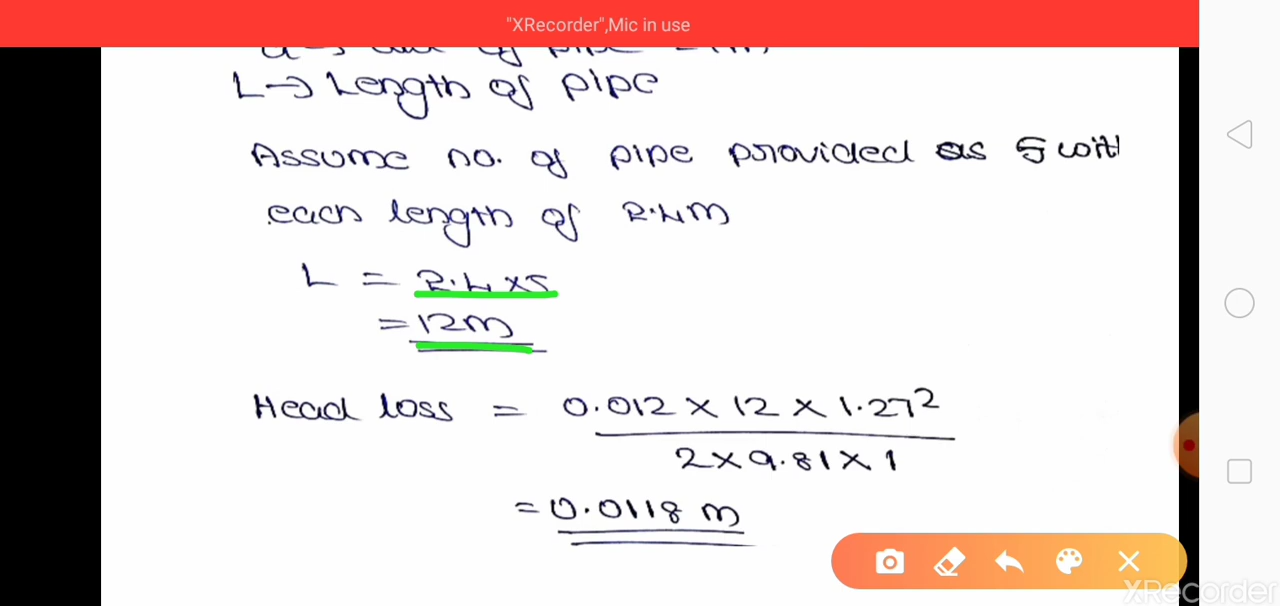 "XRecorder",Mic in use
of pipe
L → Length of pipe
Assume no. of pipe provided as 5 with
each length of 2.4m
L = 2.4 x 5
= 12m
Head loss = 0.012 x 12 x 1.27²
2 x 9.81 x 1
= 0.0118 m
XRecorder